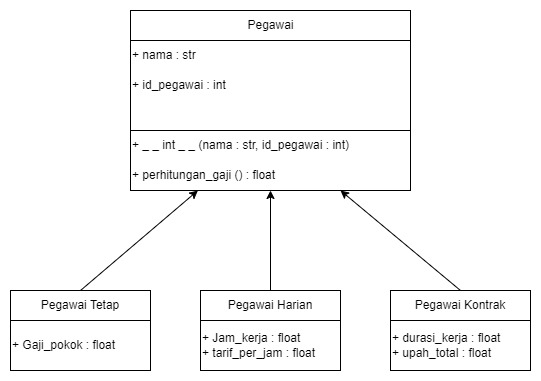 Pegawai
+ nama : str
+ id_pegawai : int
+ _ _ int _ _ (nama : str, id_pegawai : int)
+ perhitungan_gaji () : float
Pegawai Tetap
+ Gaji_pokok : float
Pegawai Harian
+ Jam_kerja : float
+ tarif_per_jam : float
Pegawai Kontrak
+ durasi_kerja : float
+ upah_total : float